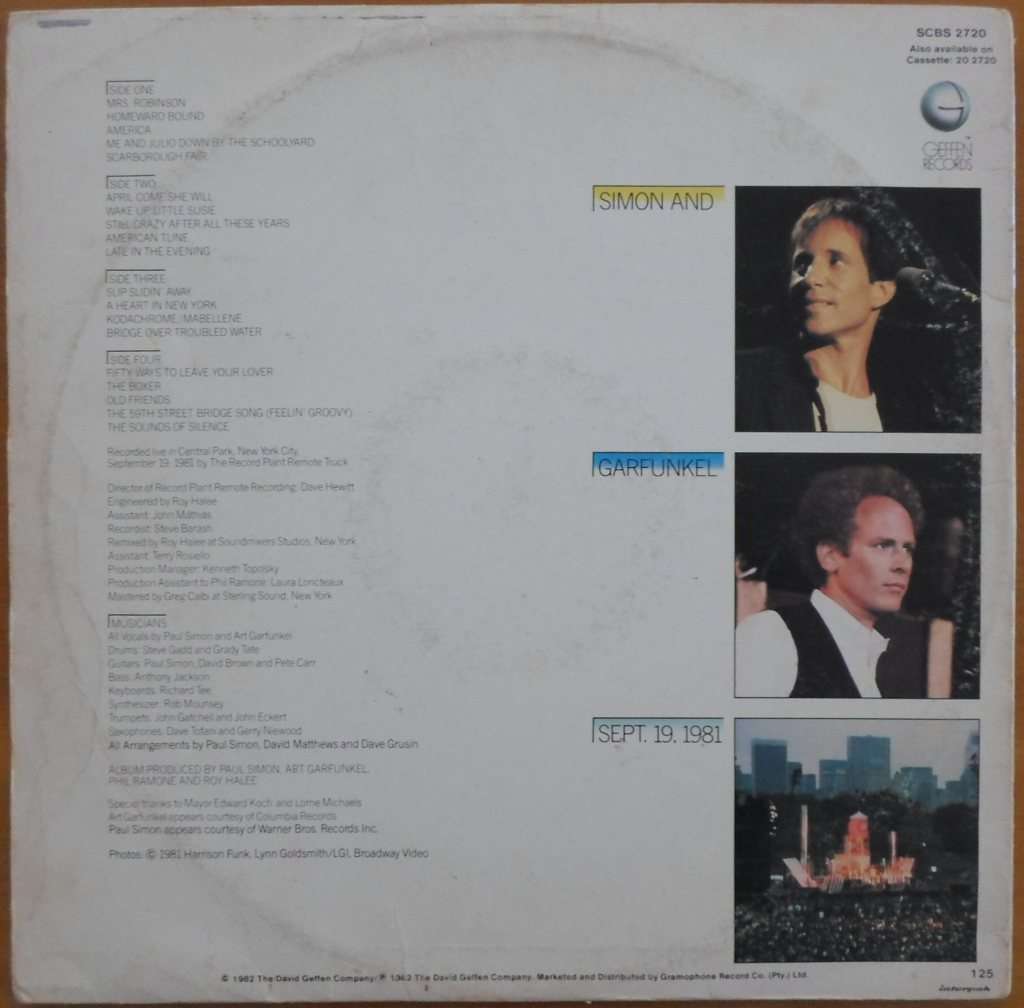 SCBS 2720
Also available on
Cassette: 20 2720
GEFFEN
RECORDS
SIDE ONE
MRS. ROBINSON
HOMEWARD BOUND
AMERICA
ME AND JULIO DOWN BY THE SCHOOLYARD
SCARBOROUGH FAIR
SIDE TWO
APRIL COME SHE WILL
WAKE UP LITTLE SUSIE
STILL CRAZY AFTER ALL THESE YEARS
AMERICAN TUNE
LATE IN THE EVENING
SIDE THREE
SLIP SLIDIN' AWAY
A HEART IN NEW YORK
KODACHROME/MABELLENE
BRIDGE OVER TROUBLED WATER
SIDE FOUR
FIFTY WAYS TO LEAVE YOUR LOVER
THE BOXER
OLD FRIENDS
THE 59TH STREET BRIDGE SONG (FEELIN' GROOVY)
THE SOUNDS OF SILENCE
Recorded live in Central Park, New York City,
September 19, 1981 by The Record Plant Remote Truck
Director of Record Plant Remote Recording: Dave Hewitt
Engineered by Roy Halee
Assistant: John Mathias
Recordist: Steve Barash
Remixed by Roy Halee at Soundmixers Studios, New York
Assistant: Terry Rosiello
Production Manager: Kenneth Topolsky
Production Assistant to Phil Ramone: Laura Loncteaux
Mastered by Greg Calbi at Sterling Sound, New York
MUSICIANS
All Vocals by Paul Simon and Art Garfunkel
Drums: Steve Gadd and Grady Tate
Guitars: Paul Simon, David Brown and Pete Carr
Bass: Anthony Jackson
Keyboards: Richard Tee
Synthesizer: Rob Mounsey
Trumpets: John Gatchell and John Eckert
Saxophones: Dave Tofani and Gerry Niewood
All Arrangements by Paul Simon, David Matthews and Dave Grusin
ALBUM PRODUCED BY PAUL SIMON, ART GARFUNKEL,
PHIL RAMONE AND ROY HALEE
Special thanks to Mayor Edward Koch and Lorne Michaels
Art Garfunkel appears courtesy of Columbia Records
Paul Simon appears courtesy of Warner Bros. Records Inc.
Photos: © 1981 Harrison Funk, Lynn Goldsmith/LGI, Broadway Video
SIMON AND
GARFUNKEL
SEPT. 19, 1981
© 1982 The David Geffen Company/℗ 1982 The David Geffen Company. Marketed and Distributed by Gramophone Record Co. (Pty.) Ltd.
125